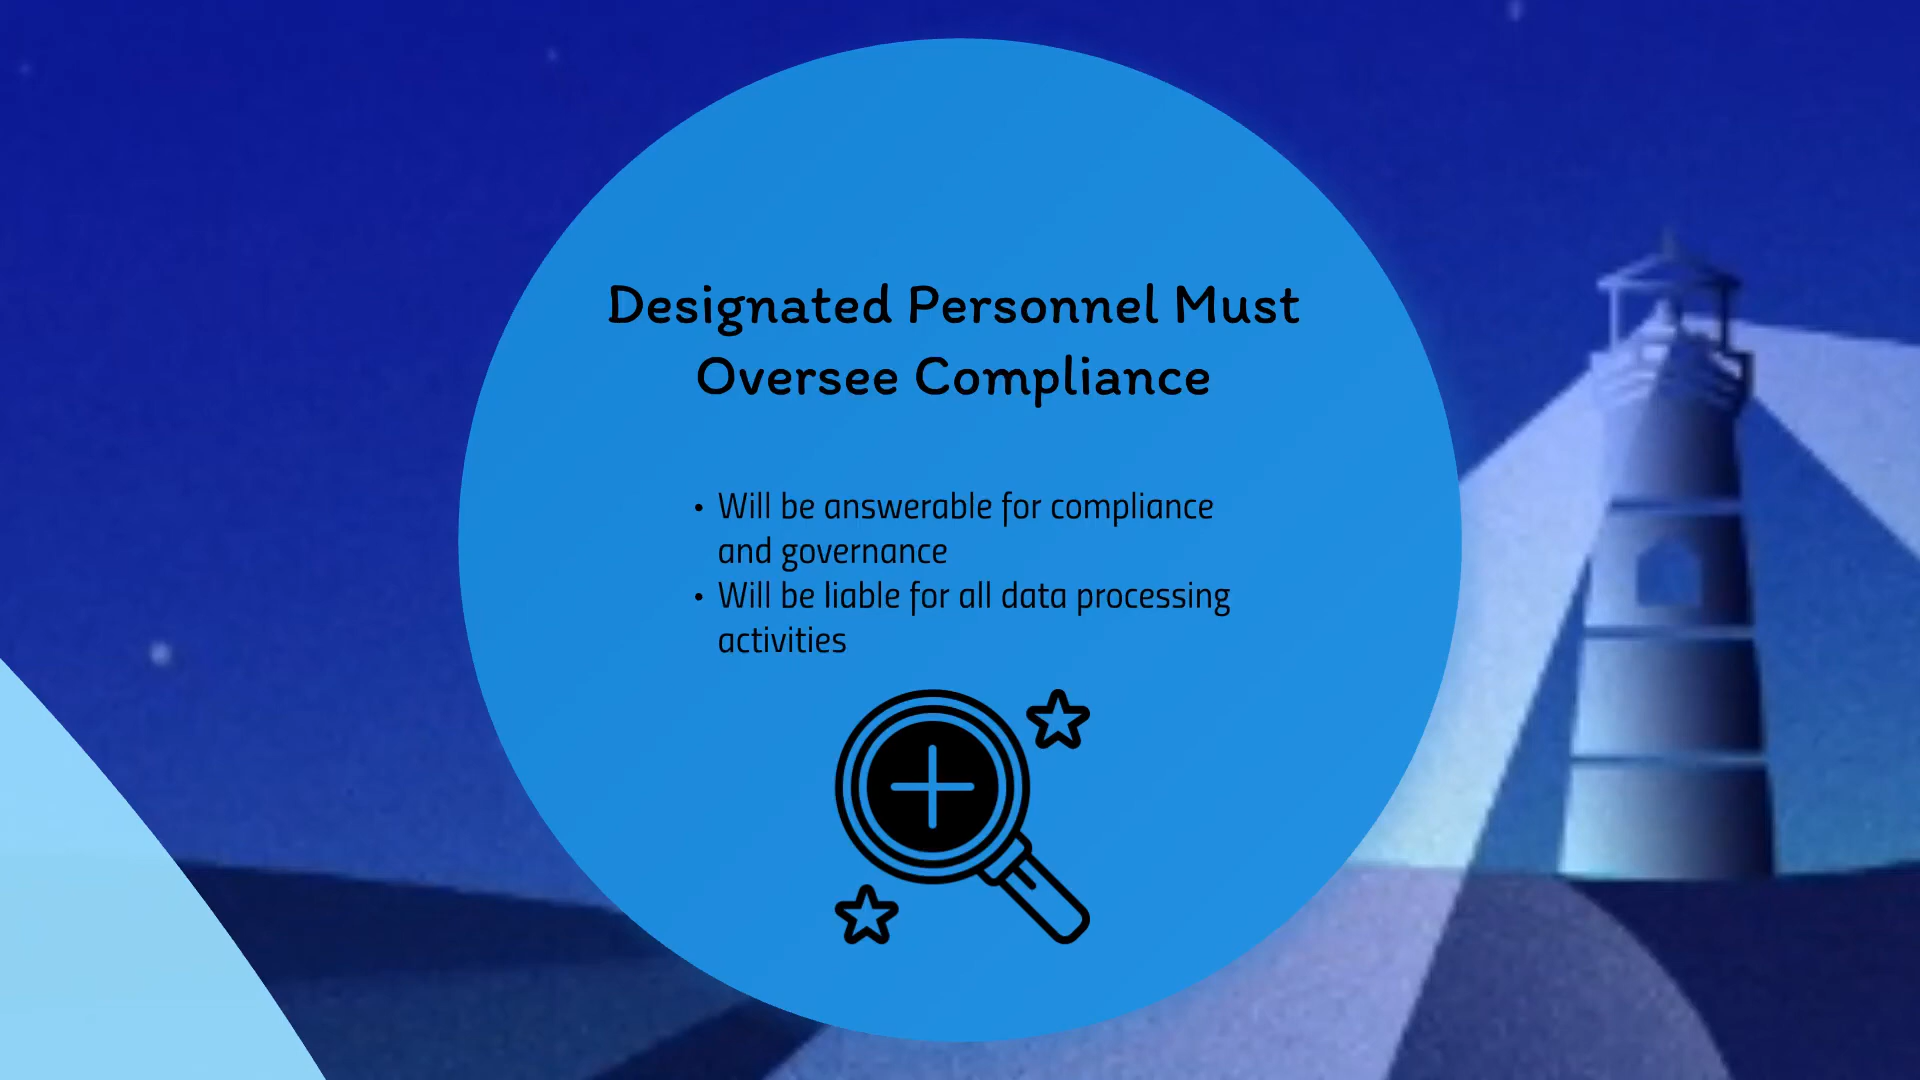 Designated Personnel Must
Oversee Compliance
• Will be answerable for compliance
and governance
• Will be liable for all data processing
activities